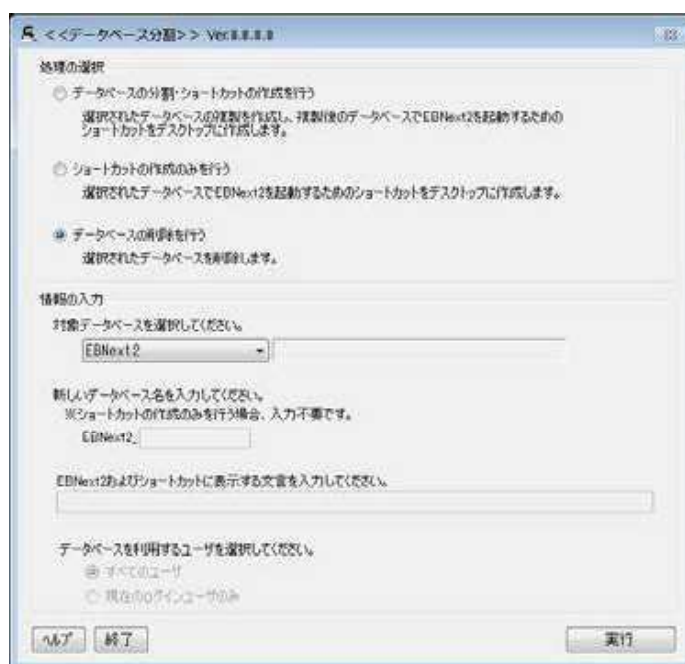 <<データベース分割>> Ver.8.8.8.8
処理の選択
データベースの分割・ショートカットの作成を行う
選択されたデータベースの複製を作成し、複製後のデータベースでEBNext2を起動するための
ショートカットをデスクトップに作成します。
ショートカットの作成のみを行う
選択されたデータベースでEBNext2を起動するためのショートカットをデスクトップに作成します。
データベースの削除を行う
選択されたデータベースを削除します。
情報の入力
対象データベースを選択してください。
EBNext2
新しいデータベース名を入力してください。
※ショートカットの作成のみを行う場合、入力不要です。
EBNext2_
EBNext2およびショートカットに表示する文言を入力してください。
データベースを利用するユーザを選択してください。
すべてのユーザ
現在のログインユーザのみ
ヘルプ 終了 実行